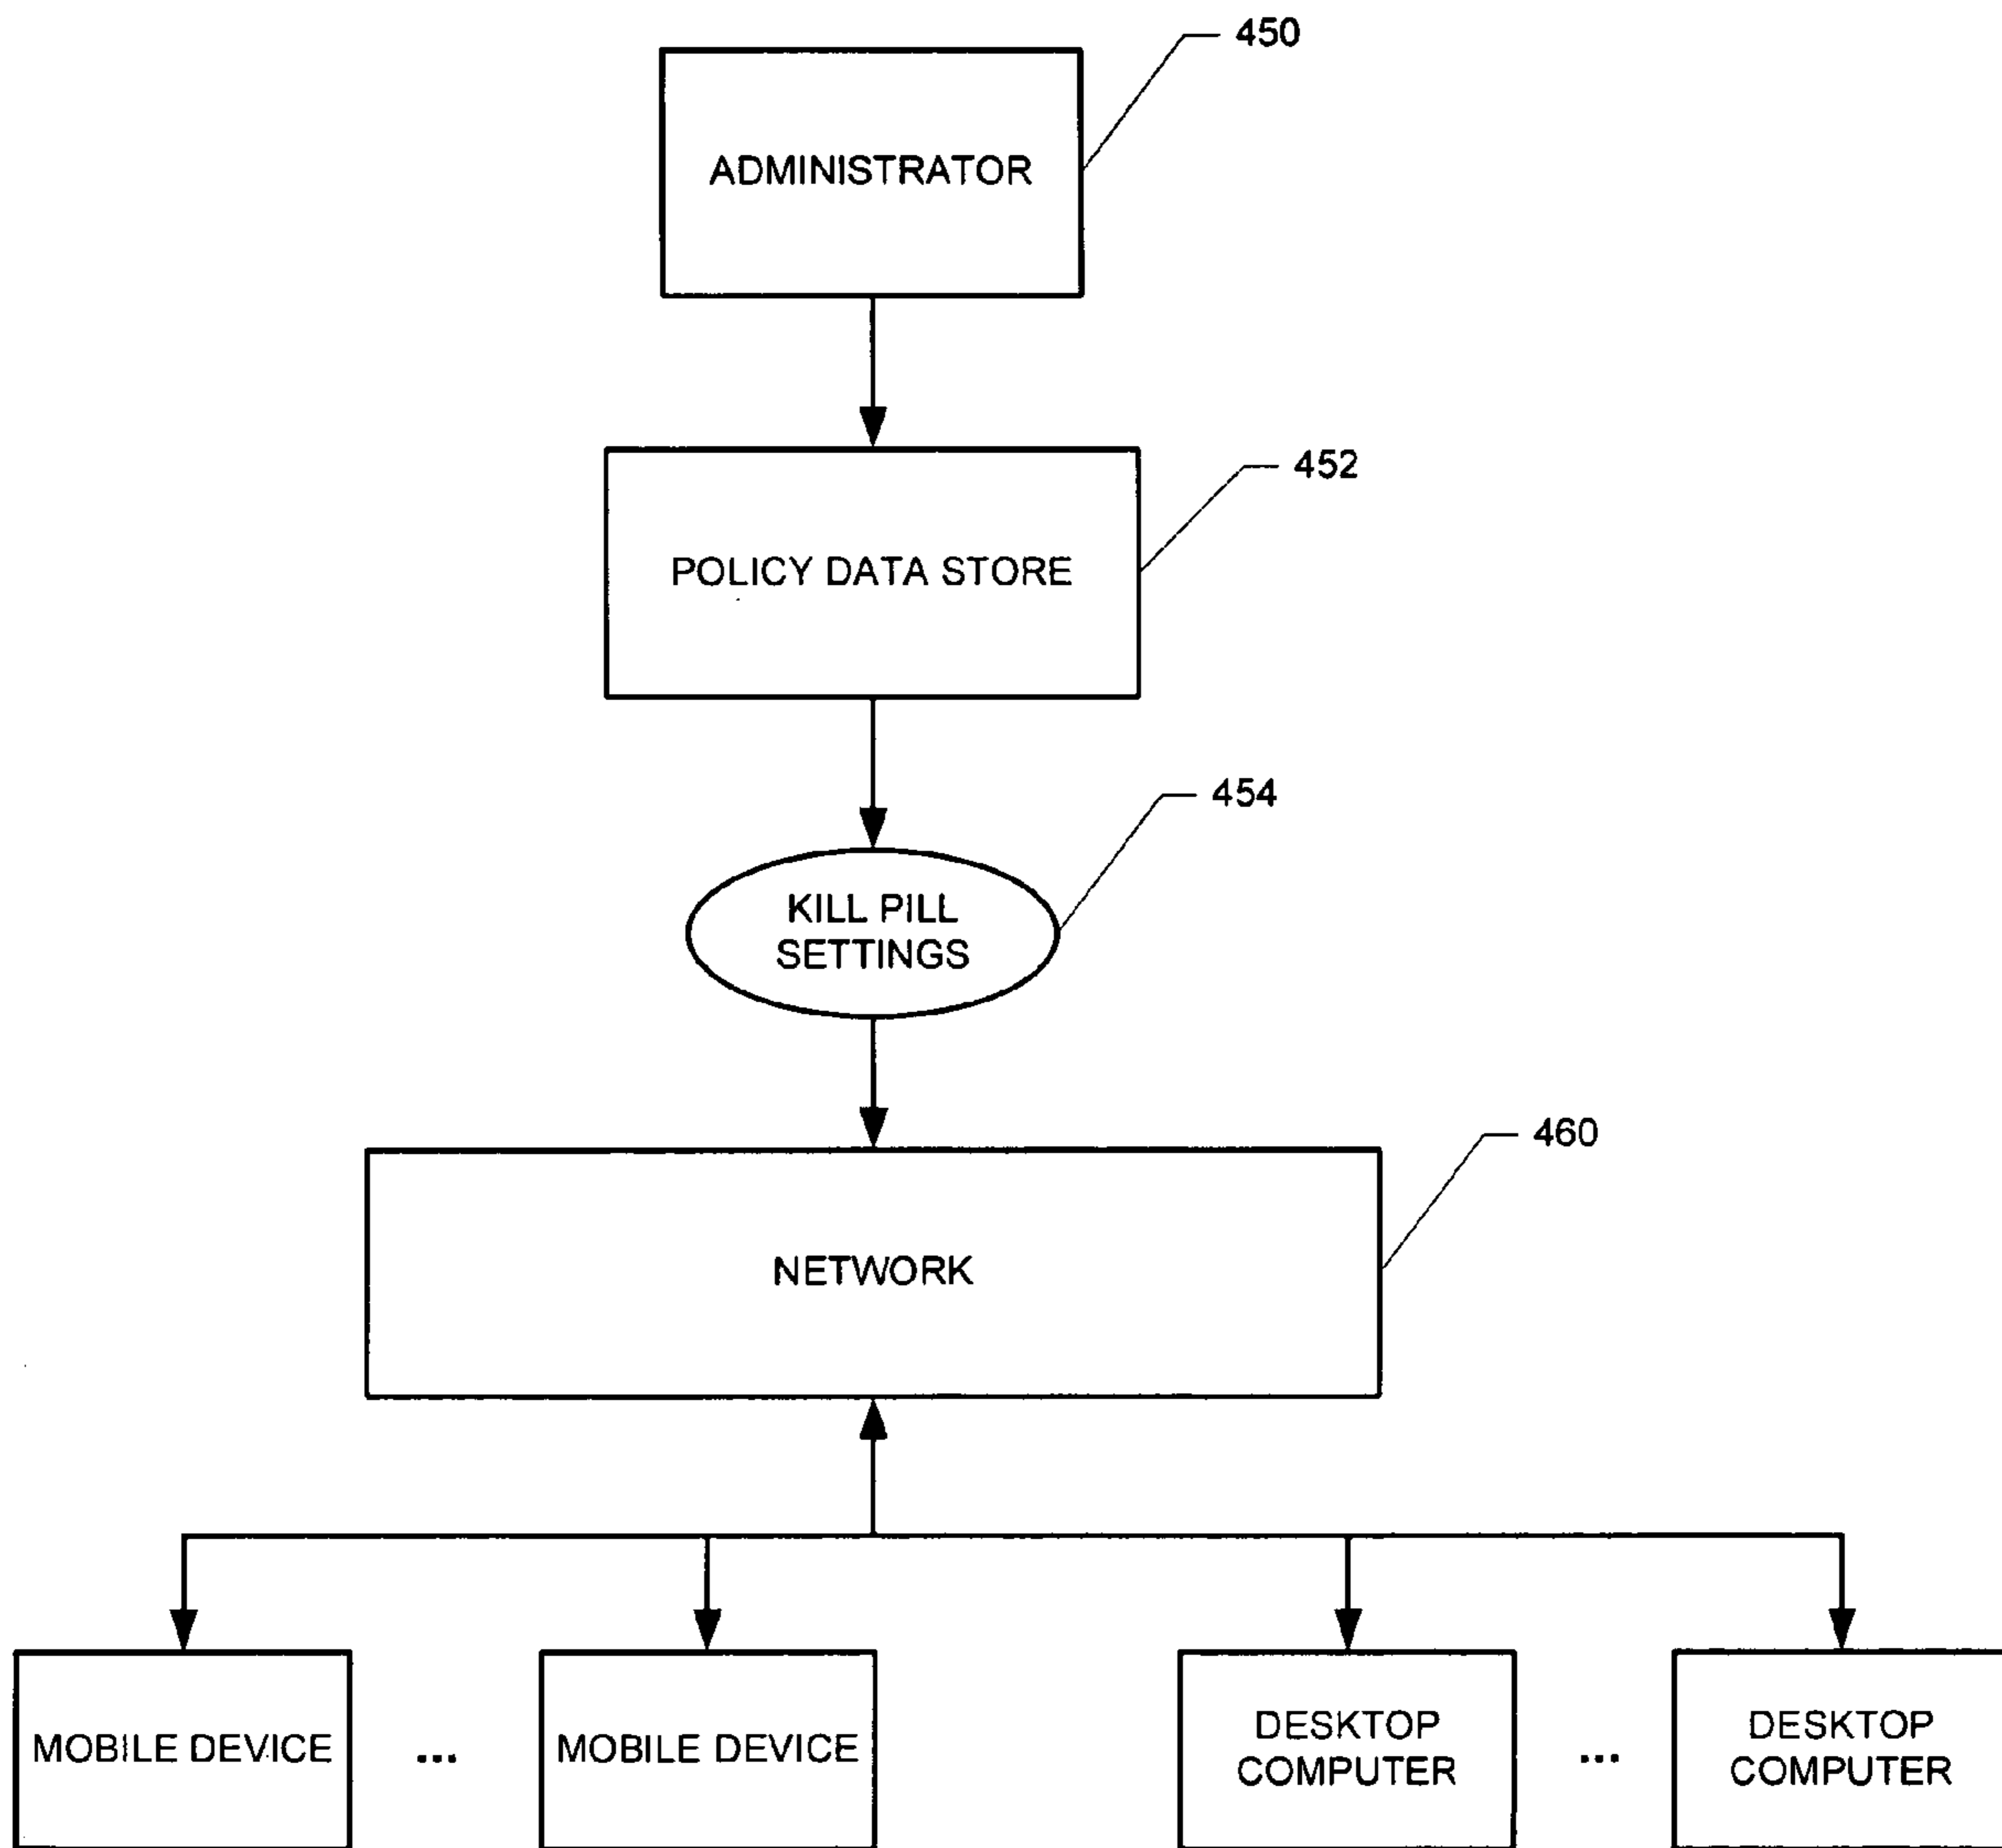 450
ADMINISTRATOR
452
POLICY DATA STORE
454
KILL PILL
SETTINGS
460
NETWORK
MOBILE DEVICE
...
MOBILE DEVICE
DESKTOP
COMPUTER
...
DESKTOP
COMPUTER